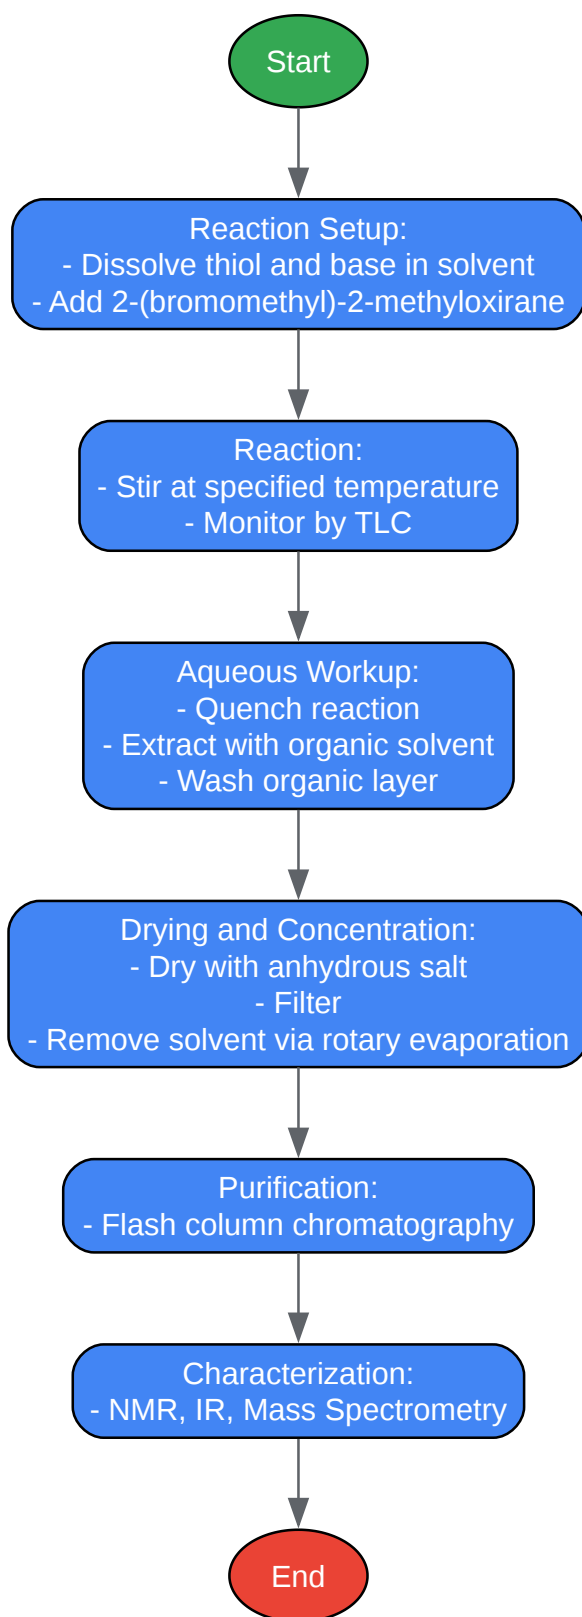 Start
Reaction Setup:
- Dissolve thiol and base in solvent
- Add 2-(bromomethyl)-2-methyloxirane
Reaction:
- Stir at specified temperature
- Monitor by TLC
Aqueous Workup:
- Quench reaction
- Extract with organic solvent
- Wash organic layer
Drying and Concentration:
- Dry with anhydrous salt
- Filter
- Remove solvent via rotary evaporation
Purification:
- Flash column chromatography
Characterization:
- NMR, IR, Mass Spectrometry
End